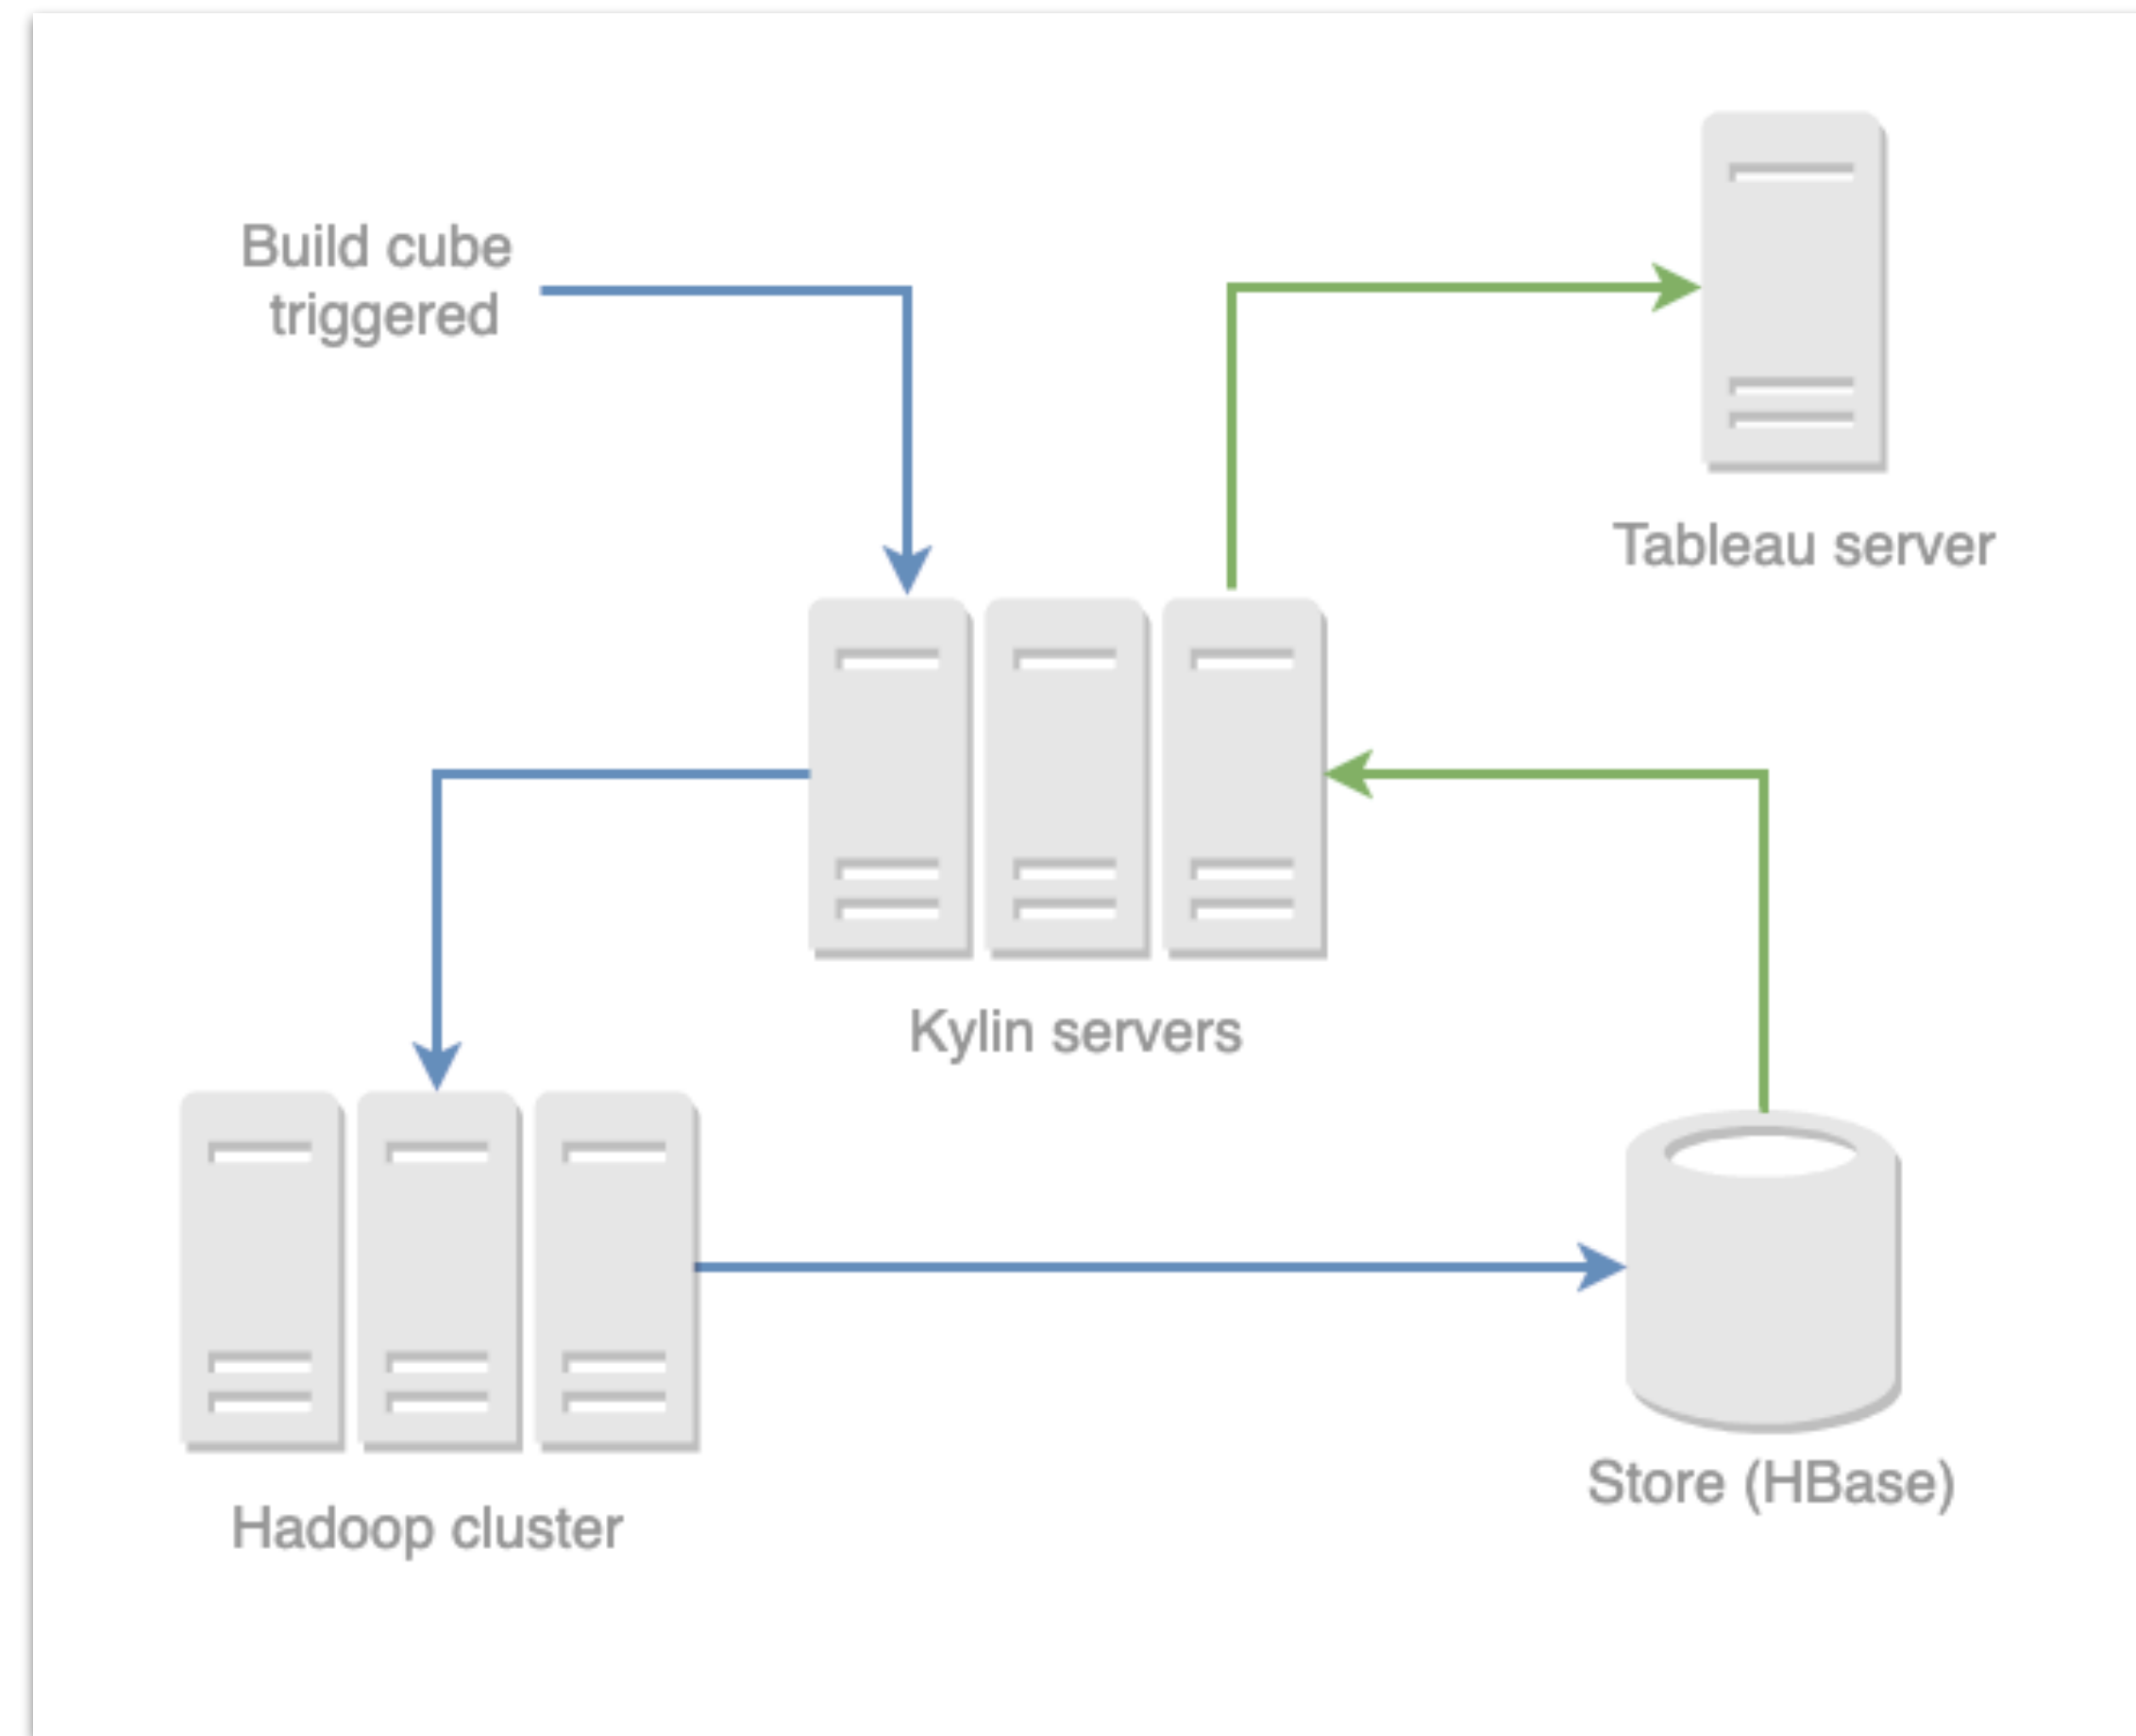 Build cube
triggered
Tableau server
Kylin servers
Hadoop cluster
Store (HBase)